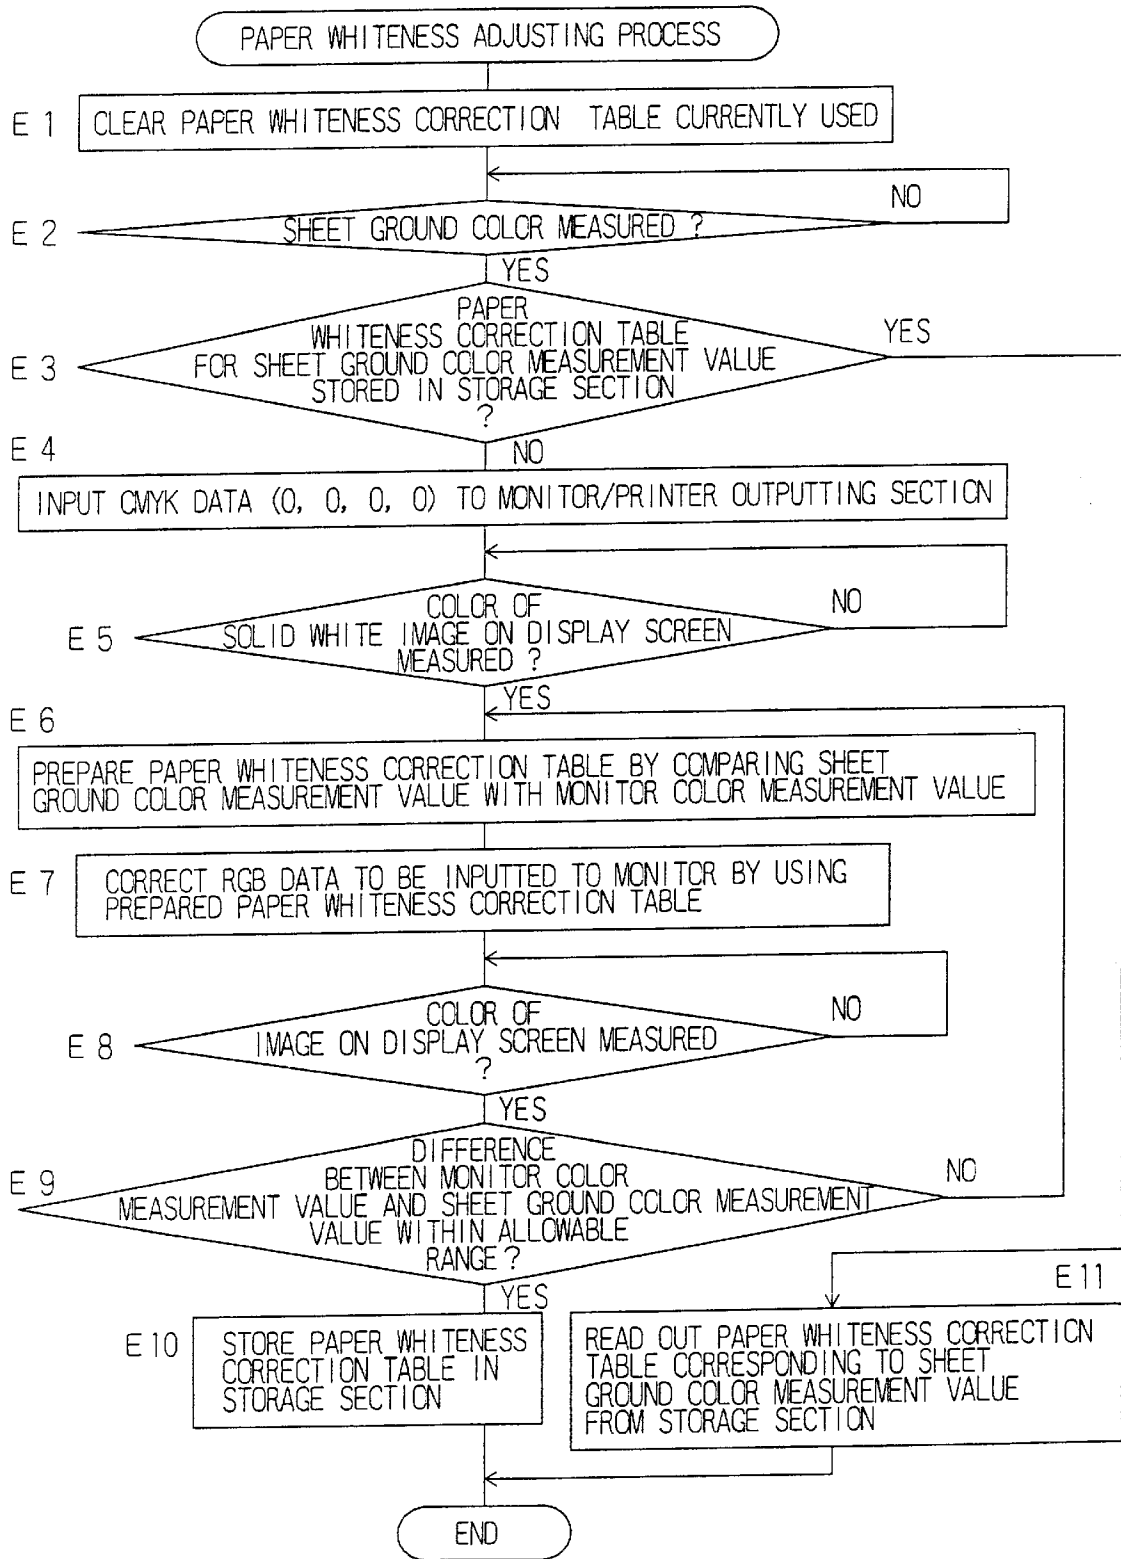 PAPER WHITENESS ADJUSTING PROCESS
E 1
CLEAR PAPER WHITENESS CORRECTION TABLE CURRENTLY USED
NO
E 2
SHEET GROUND COLOR MEASURED ?
YES
PAPER
WHITENESS CORRECTION TABLE
FOR SHEET GROUND COLOR MEASUREMENT VALUE
STORED IN STORAGE SECTION
?
YES
E 3
NO
E 4
INPUT CMYK DATA (0, 0, 0, 0) TO MONITOR/PRINTER OUTPUTTING SECTION
COLOR OF
SOLID WHITE IMAGE ON DISPLAY SCREEN
MEASURED ?
NO
E 5
YES
E 6
PREPARE PAPER WHITENESS CORRECTION TABLE BY COMPARING SHEET
GROUND COLOR MEASUREMENT VALUE WITH MONITOR COLOR MEASUREMENT VALUE
E 7
CORRECT RGB DATA TO BE INPUTTED TO MONITOR BY USING
PREPARED PAPER WHITENESS CORRECTION TABLE
COLOR OF
IMAGE ON DISPLAY SCREEN MEASURED
?
NO
E 8
YES
DIFFERENCE
BETWEEN MONITOR COLOR
MEASUREMENT VALUE AND SHEET GROUND COLOR MEASUREMENT
VALUE WITHIN ALLOWABLE
RANGE?
NO
E 9
YES
E 10
STORE PAPER WHITENESS
CORRECTION TABLE IN
STORAGE SECTION
E 11
READ OUT PAPER WHITENESS CORRECTION
TABLE CORRESPONDING TO SHEET
GROUND COLOR MEASUREMENT VALUE
FROM STORAGE SECTION
END